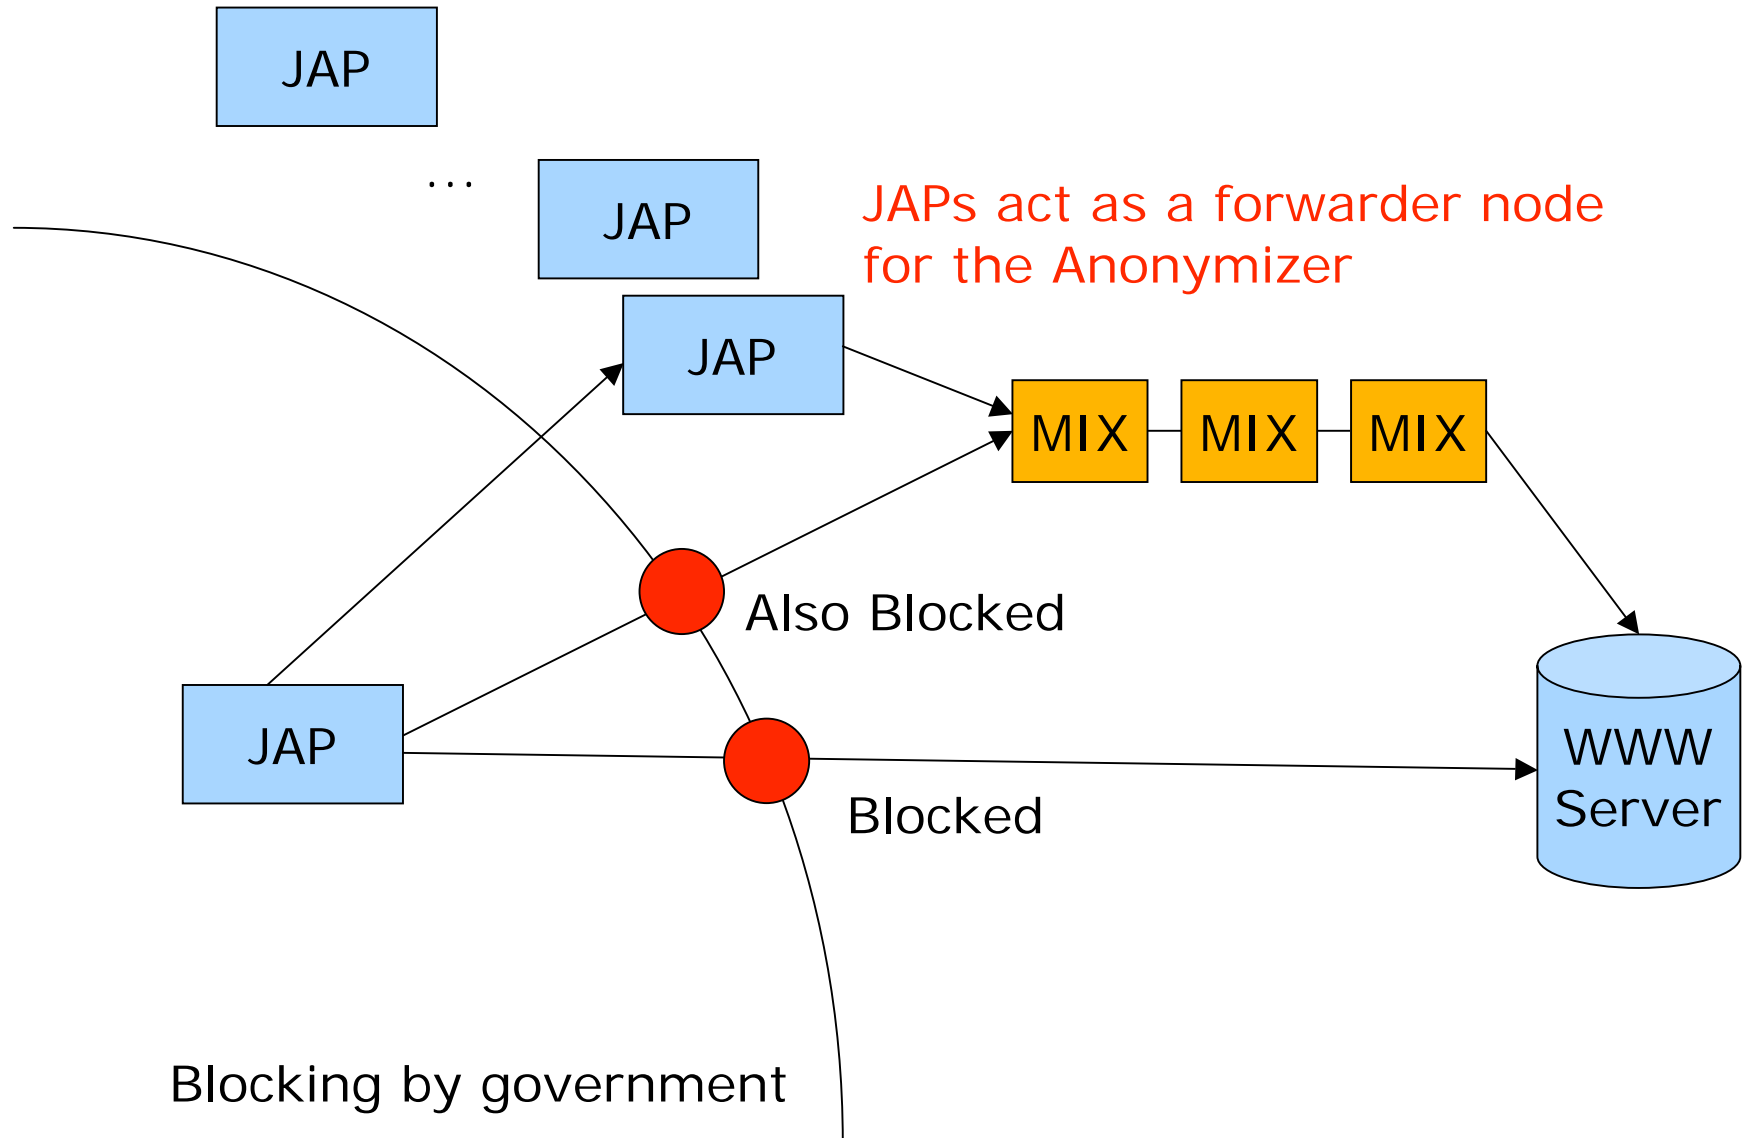 JAP
...
JAP
JAPs act as a forwarder node
for the Anonymizer
JAP
MIX
MIX
MIX
Also Blocked
JAP
WWW
Server
Blocked
Blocking by government